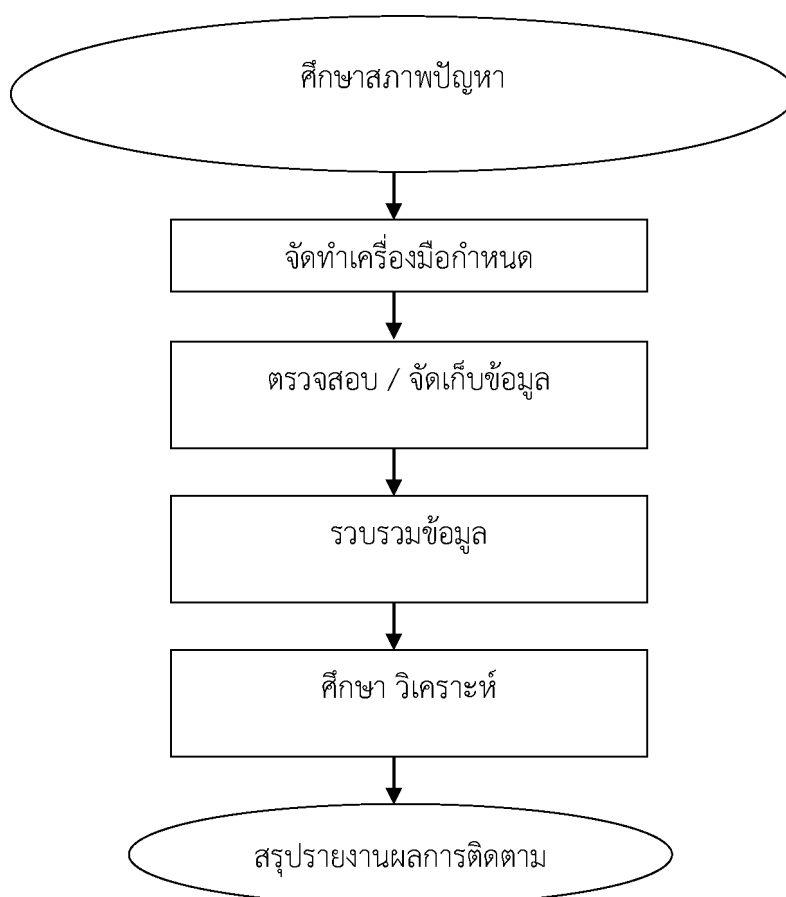 ศึกษาสภาพปัญหา
จัดทำเครื่องมือกำหนด
ตรวจสอบ / จัดเก็บข้อมูล
รวบรวมข้อมูล
ศึกษา วิเคราะห์
สรุปรายงานผลการติดตาม